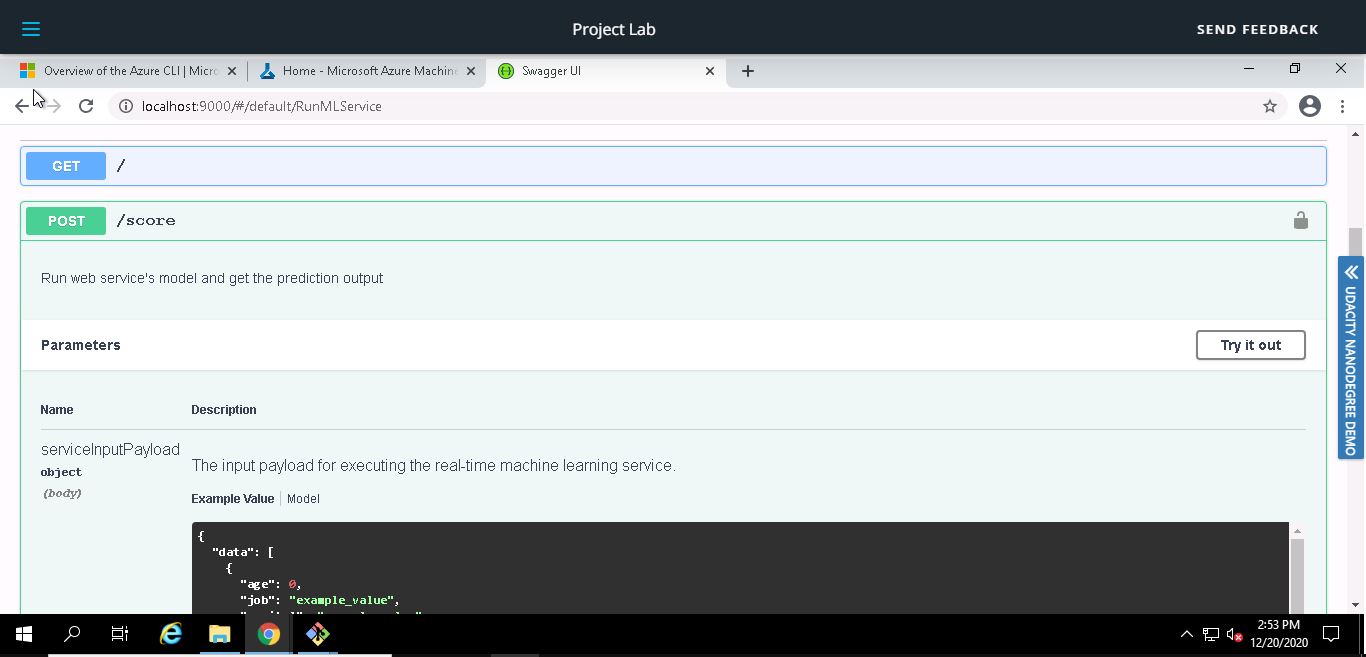 Project Lab
SEND FEEDBACK
Overview of the Azure CLI | Micro
Home - Microsoft Azure Machine
Swagger UI
localhost:9000/#/default/RunMLService
GET /
POST /score
Run web service's model and get the prediction output
Parameters
Try it out
Name Description
serviceInputPayload
object
(body)
The input payload for executing the real-time machine learning service.
Example Value | Model
{
"data": [
{
"age": 0,
"job": "example_value",
UDACITY NANODEGREE DEMO
2:53 PM
12/20/2020